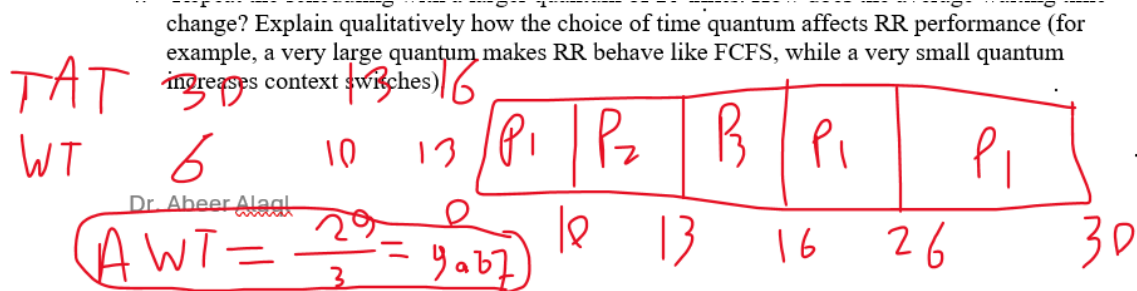 change? Explain qualitatively how the choice of time quantum affects RR performance (for
example, a very large quantum makes RR behave like FCFS, while a very small quantum
increases context switches)
TAT 30 13 16
WT 6 10 13
P1 P2 P3 P1 P1
0 10 13 16 26 30
Dr. Abeer Alaql
AWT = 29/3 =